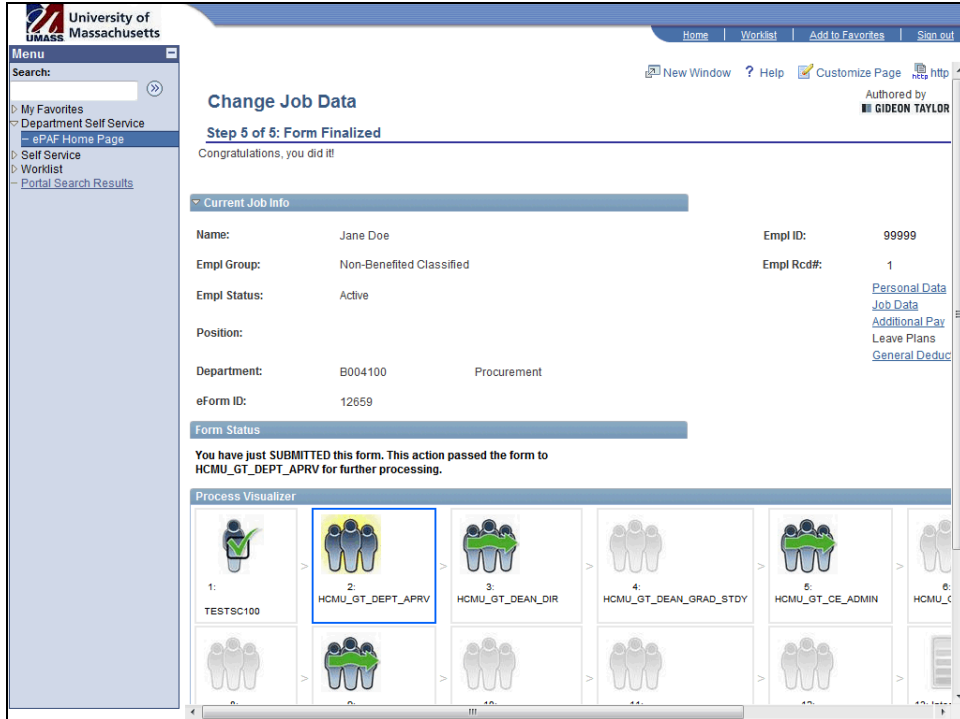 University of
Massachusetts
UMASS
Home | Worklist | Add to Favorites | Sign out
Menu
Search:
My Favorites
Department Self Service
– ePAF Home Page
Self Service
Worklist
– Portal Search Results
New Window ? Help Customize Page http
Authored by
GIDEON TAYLOR
Change Job Data
Step 5 of 5: Form Finalized
Congratulations, you did it!
Current Job Info
Name: Jane Doe Empl ID: 99999
Empl Group: Non-Benefited Classified Empl Rcd#: 1
Empl Status: Active
Personal Data
Job Data
Additional Pay
Leave Plans
General Deduc
Position:
Department: B004100 Procurement
eForm ID: 12659
Form Status
You have just SUBMITTED this form. This action passed the form to
HCMU_GT_DEPT_APRV for further processing.
Process Visualizer
1:
TESTSC100
>
2:
HCMU_GT_DEPT_APRV
>
3:
HCMU_GT_DEAN_DIR
>
4:
HCMU_GT_DEAN_GRAD_STDY
>
5:
HCMU_GT_CE_ADMIN
>
6:
HCMU_G
> > > >